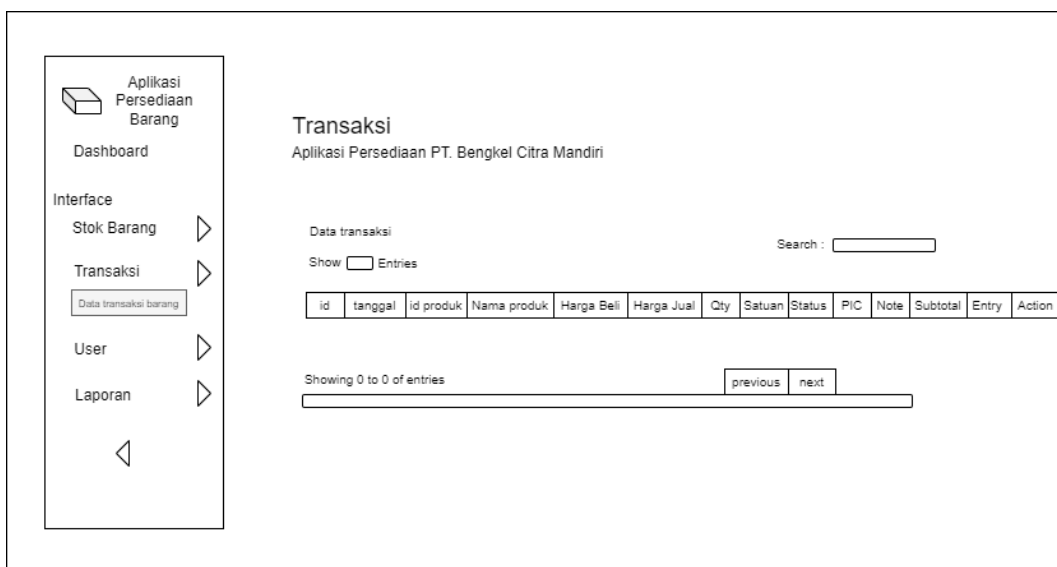 Aplikasi
Persediaan
Barang
Dashboard
Interface
Stok Barang
Transaksi
Data transaksi barang
User
Laporan
Transaksi
Aplikasi Persediaan PT. Bengkel Citra Mandiri
Data transaksi
Search :
Show Entries
id tanggal id produk Nama produk Harga Beli Harga Jual Qty Satuan Status PIC Note Subtotal Entry Action
Showing 0 to 0 of entries
previous next